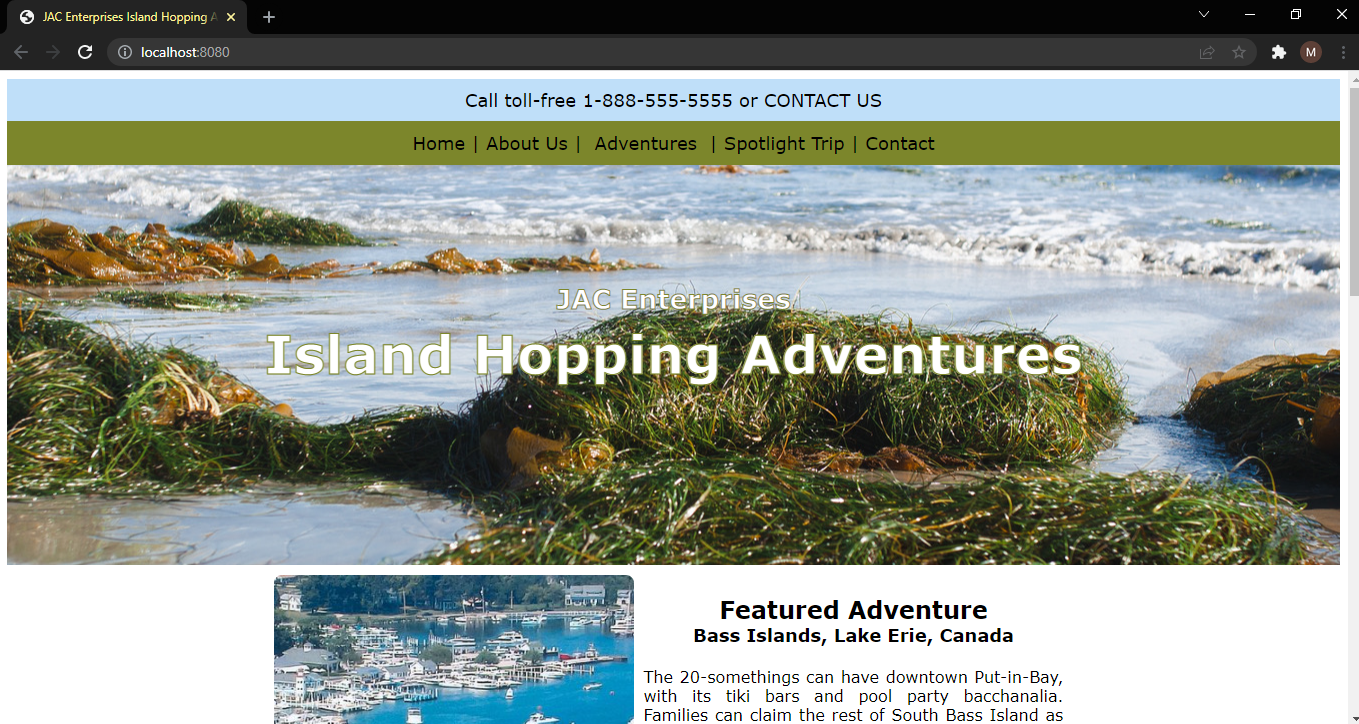 JAC Enterprises Island Hopping A
localhost:8080
M
Call toll-free 1-888-555-5555 or CONTACT US
Home | About Us | Adventures | Spotlight Trip | Contact
JAC Enterprises
Island Hopping Adventures
Featured Adventure
Bass Islands, Lake Erie, Canada
The 20-somethings can have downtown Put-in-Bay,
with its tiki bars and pool party bacchanalia.
Families can claim the rest of South Bass Island as